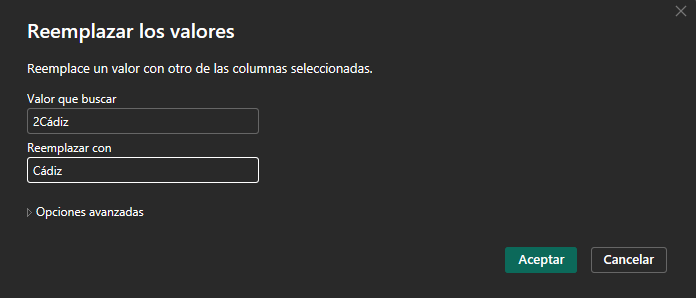 Reemplazar los valores
Reemplace un valor con otro de las columnas seleccionadas.
Valor que buscar
2Cádiz
Reemplazar con
Cádiz
Opciones avanzadas
Aceptar
Cancelar